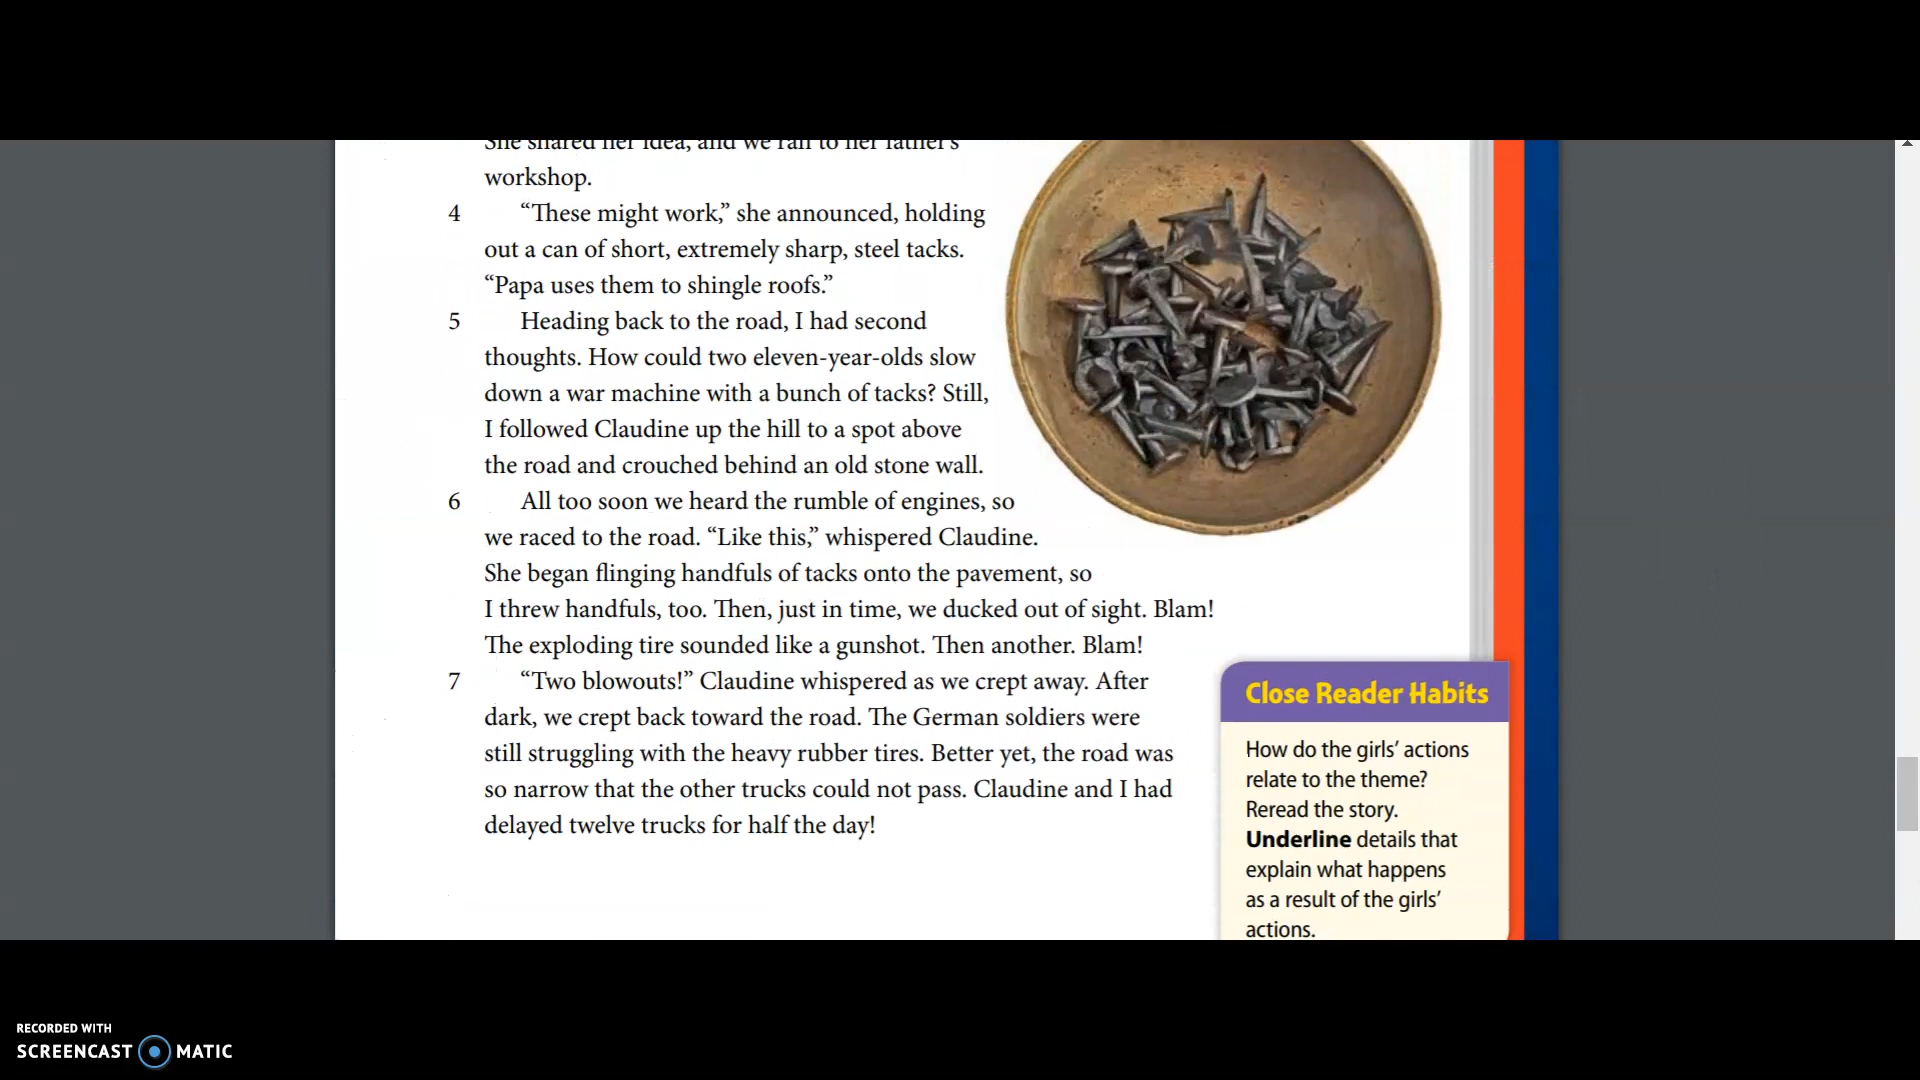 She shared her idea, and we ran to her father's
workshop.
4 “These might work,” she announced, holding
out a can of short, extremely sharp, steel tacks.
“Papa uses them to shingle roofs.”
5 Heading back to the road, I had second
thoughts. How could two eleven-year-olds slow
down a war machine with a bunch of tacks? Still,
I followed Claudine up the hill to a spot above
the road and crouched behind an old stone wall.
6 All too soon we heard the rumble of engines, so
we raced to the road. “Like this,” whispered Claudine.
She began flinging handfuls of tacks onto the pavement, so
I threw handfuls, too. Then, just in time, we ducked out of sight. Blam!
The exploding tire sounded like a gunshot. Then another. Blam!
7 “Two blowouts!” Claudine whispered as we crept away. After
dark, we crept back toward the road. The German soldiers were
still struggling with the heavy rubber tires. Better yet, the road was
so narrow that the other trucks could not pass. Claudine and I had
delayed twelve trucks for half the day!
Close Reader Habits
How do the girls’ actions
relate to the theme?
Reread the story.
Underline details that
explain what happens
as a result of the girls’
actions.
RECORDED WITH
SCREENCAST MATIC